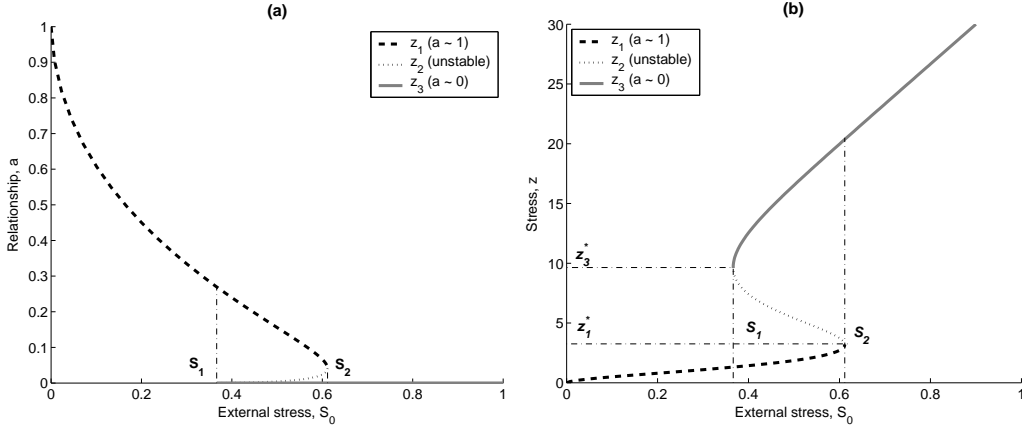 (a)
1
0.9
0.8
0.7
0.6
0.5
0.4
0.3
0.2
0.1
0
Relationship, a
z₁ (a ~ 1)
z₂ (unstable)
z₃ (a ~ 0)
S₁
S₂
0
0.2
0.4
0.6
0.8
1
External stress, S₀
(b)
30
25
20
15
10
5
0
Stress, z
z₁ (a ~ 1)
z₂ (unstable)
z₃ (a ~ 0)
z₃*
z₁*
S₁
S₂
0
0.2
0.4
0.6
0.8
1
External stress, S₀